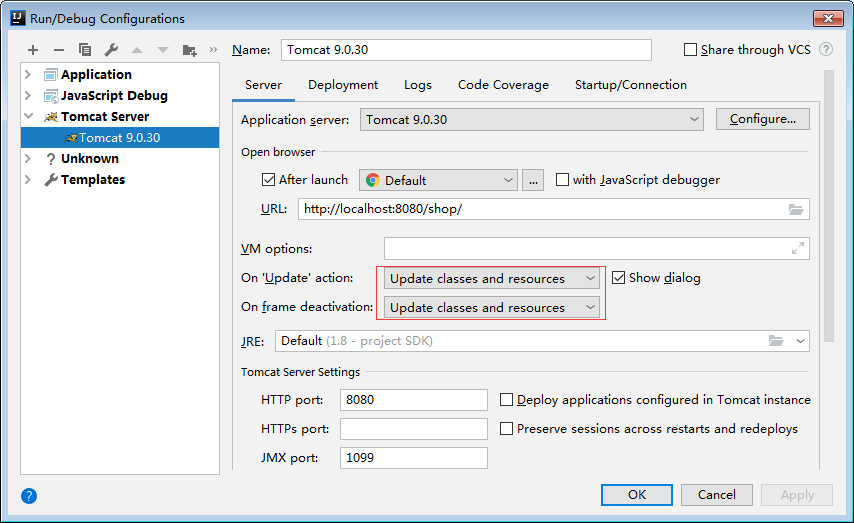 Run/Debug Configurations
Name: Tomcat 9.0.30 Share through VCS ?
Application
JavaScript Debug
Tomcat Server
Tomcat 9.0.30
? Unknown
Templates
Server Deployment Logs Code Coverage Startup/Connection
Application server: Tomcat 9.0.30 Configure...
Open browser
After launch Default ... with JavaScript debugger
URL: http://localhost:8080/shop/
VM options:
On 'Update' action: Update classes and resources Show dialog
On frame deactivation: Update classes and resources
JRE: Default (1.8 - project SDK)
Tomcat Server Settings
HTTP port: 8080 Deploy applications configured in Tomcat instance
HTTPs port: Preserve sessions across restarts and redeploys
JMX port: 1099
? OK Cancel Apply